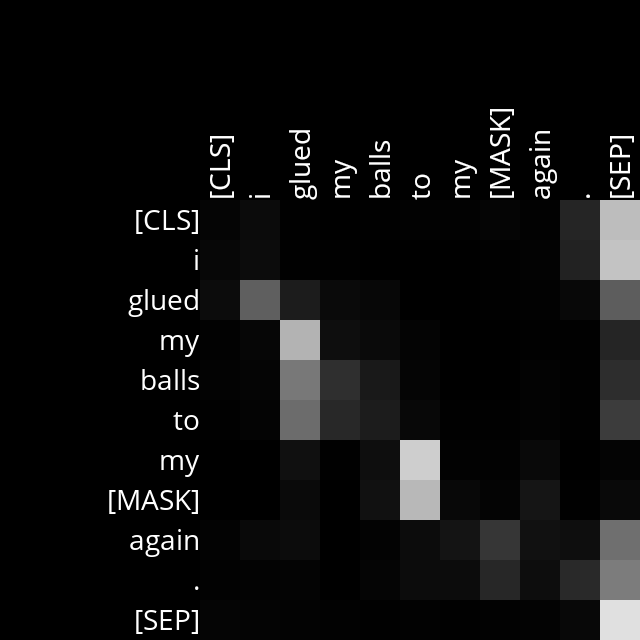 [CLS] i glued my balls to my [MASK] again . [SEP]
[CLS]
i
glued
my
balls
to
my
[MASK]
again
.
[SEP]